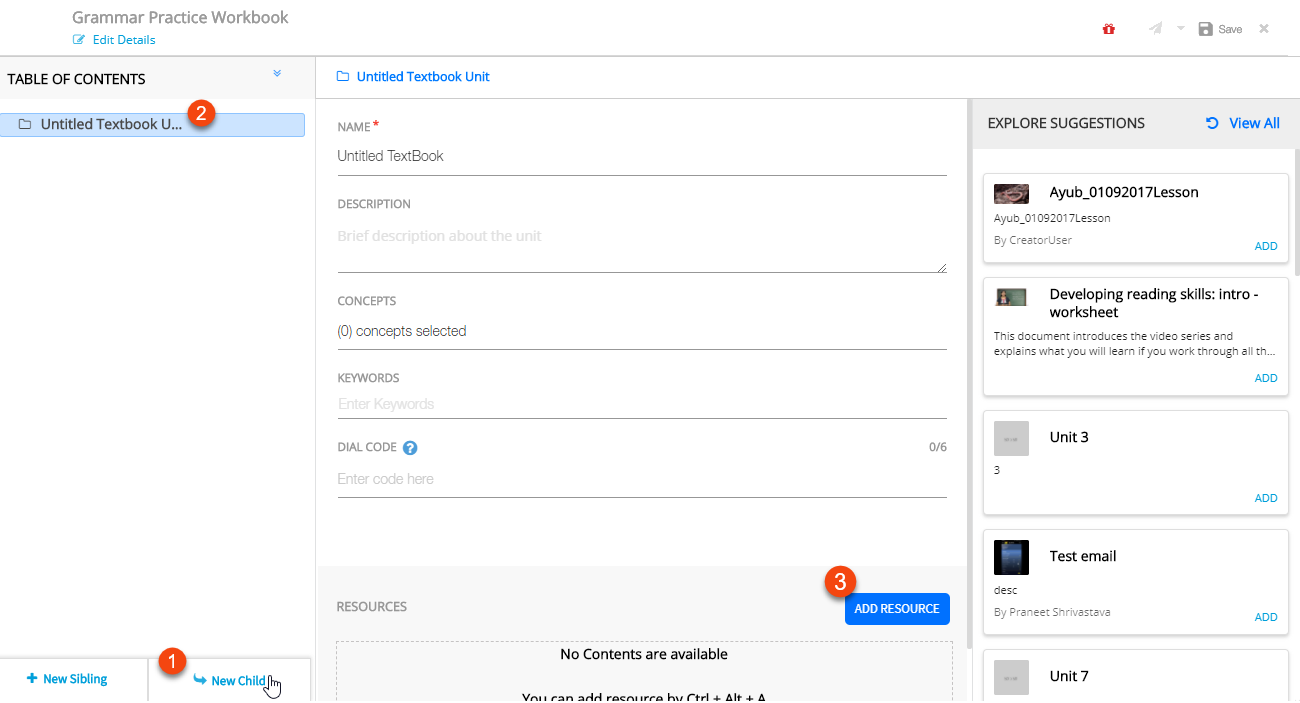 Grammar Practice Workbook
Edit Details
Save
TABLE OF CONTENTS
Untitled Textbook U...
2
1
New Sibling
New Child
Untitled Textbook Unit
NAME*
Untitled TextBook
DESCRIPTION
Brief description about the unit
CONCEPTS
(0) concepts selected
KEYWORDS
Enter Keywords
DIAL CODE ?
0/6
Enter code here
3
RESOURCES
ADD RESOURCE
No Contents are available
You can add resource by Ctrl + Alt + A
EXPLORE SUGGESTIONS
View All
Ayub_01092017Lesson
Ayub_01092017Lesson
By CreatorUser
ADD
Developing reading skills: intro -
worksheet
This document introduces the video series and
explains what you will learn if you work through all th...
ADD
Unit 3
3
ADD
Test email
desc
By Praneet Shrivastava
ADD
Unit 7